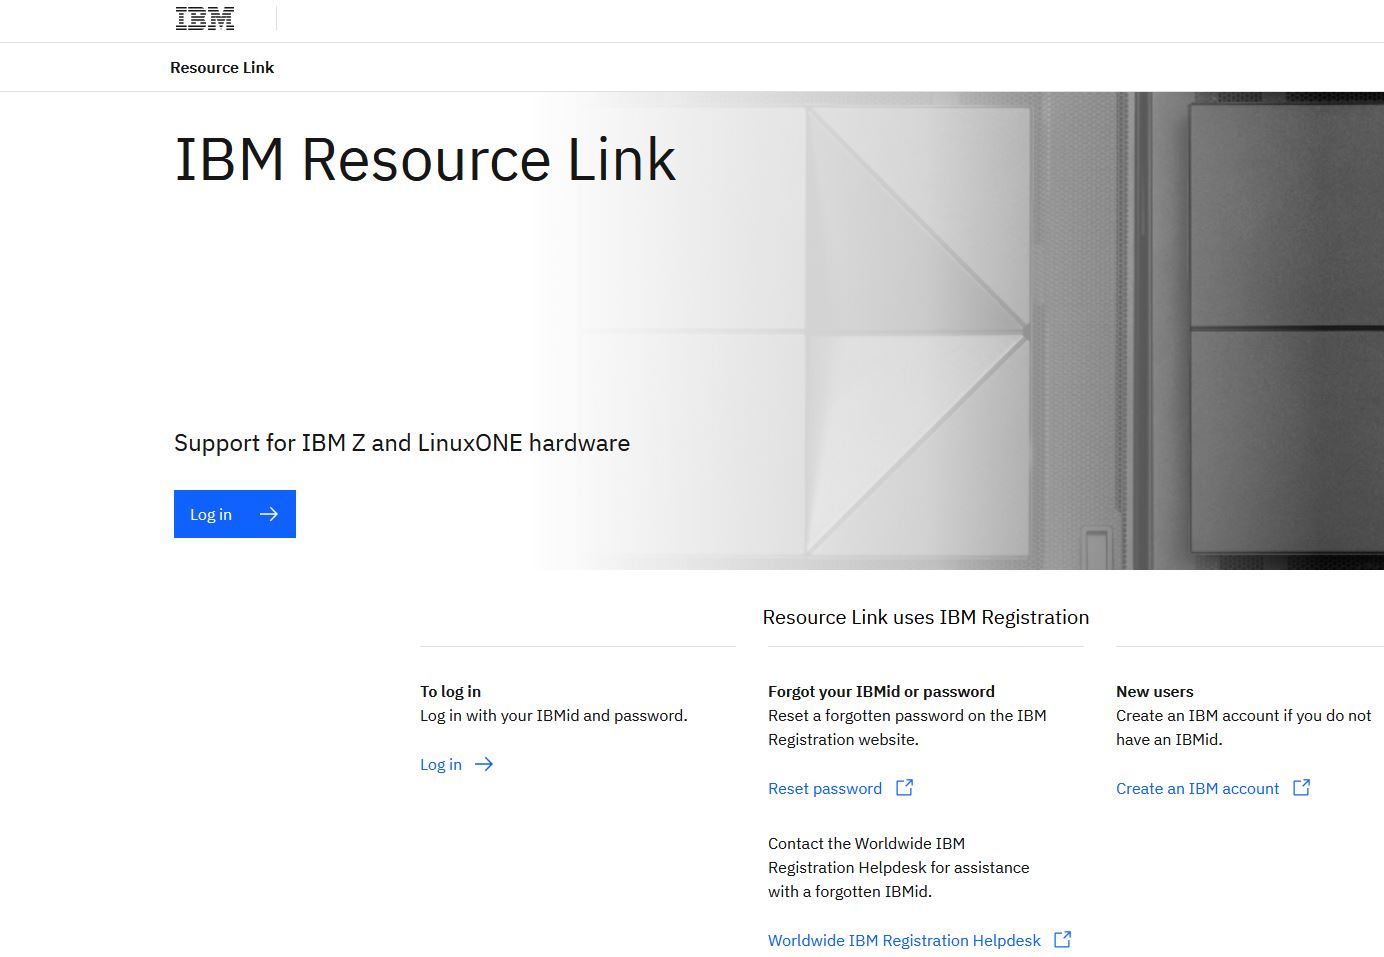 IBM
Resource Link
IBM Resource Link
Support for IBM Z and LinuxONE hardware
Log in
Resource Link uses IBM Registration
To log in
Log in with your IBMid and password.
Log in
Forgot your IBMid or password
Reset a forgotten password on the IBM
Registration website.
Reset password
Contact the Worldwide IBM
Registration Helpdesk for assistance
with a forgotten IBMid.
Worldwide IBM Registration Helpdesk
New users
Create an IBM account if you do not
have an IBMid.
Create an IBM account